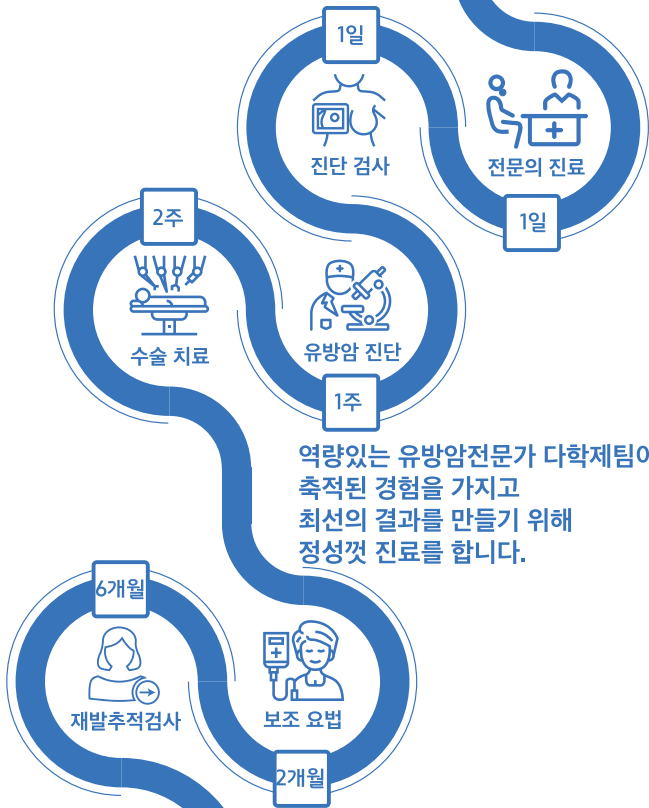 1일
진단 검사
전문의 진료
1일
2주
수술 치료
유방암 진단
1주
역량있는 유방암전문가 다학제팀이
축적된 경험을 가지고
최선의 결과를 만들기 위해
정성껏 진료를 합니다.
6개월
재발추적검사
보조 요법
2개월